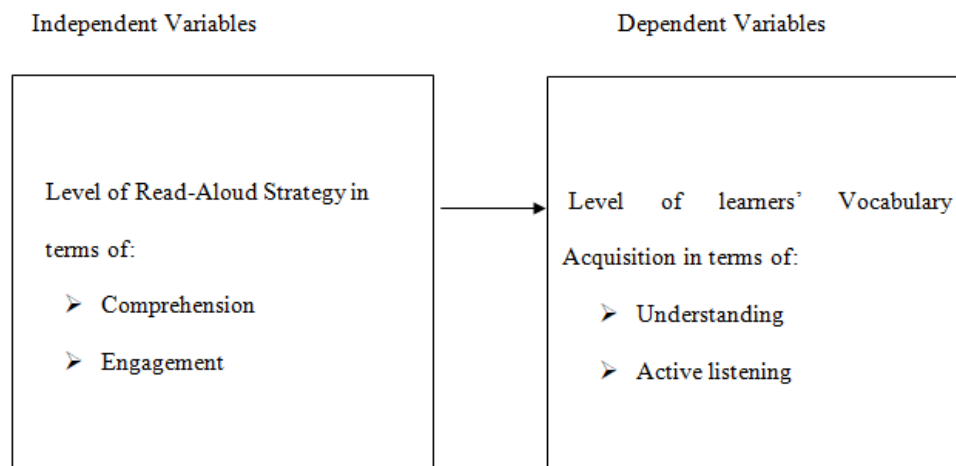 Independent Variables
Dependent Variables
Level of Read-Aloud Strategy in
terms of:
➢ Comprehension
➢ Engagement
Level of learners’ Vocabulary
Acquisition in terms of:
➢ Understanding
➢ Active listening